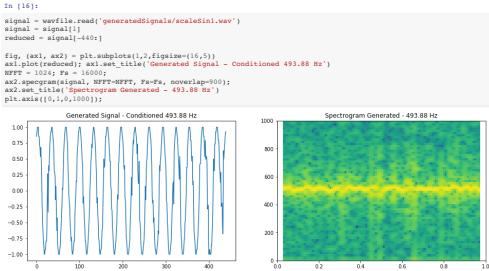 In [16]:
signal = wavfile.read('generatedSignals/scaleSin1.wav')
signal = signal[1]
reduced = signal[-440:]
fig, (ax1, ax2) = plt.subplots(1,2,figsize=(16,5))
ax1.plot(reduced); ax1.set_title('Generated Signal - Conditioned 493.88 Hz')
NFFT = 1024; Fs = 16000;
ax2.specgram(signal, NFFT=NFFT, Fs=Fs, noverlap=900);
ax2.set_title('Spectrogram Generated - 493.88 Hz')
plt.axis([0,1,0,1000]);
Generated Signal - Conditioned 493.88 Hz
1.00
0.75
0.50
0.25
0.00
−0.25
−0.50
−0.75
−1.00
0 100 200 300 400
Spectrogram Generated - 493.88 Hz
1000
800
600
400
200
0
0.0 0.2 0.4 0.6 0.8 1.0